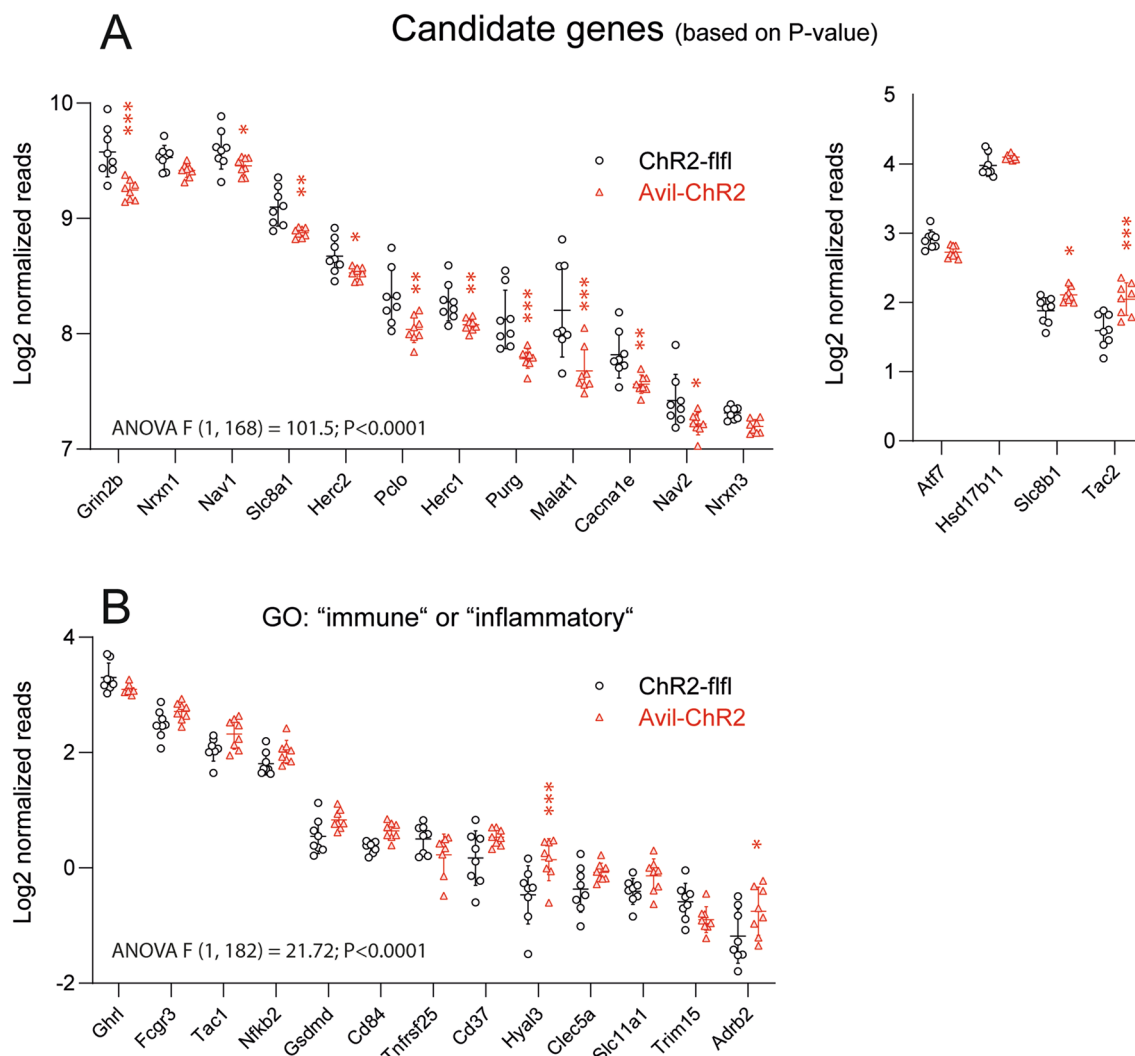 A
Candidate genes (based on P-value)
Log2 normalized reads
10
9
8
7
***
*
**
*
**
**
***
***
**
*
ChR2-flfl
Avil-ChR2
ANOVA F (1, 168) = 101.5; P<0.0001
Grin2b
Nrxn1
Nav1
Slc8a1
Herc2
Pclo
Herc1
Purg
Malat1
Cacna1e
Nav2
Nrxn3
Log2 normalized reads
5
4
3
2
1
0
*
***
Atf7
Hsd17b11
Slc8b1
Tac2
B
GO: “immune“ or “inflammatory“
Log2 normalized reads
4
2
0
-2
ChR2-flfl
Avil-ChR2
***
*
ANOVA F (1, 182) = 21.72; P<0.0001
Ghrl
Fcgr3
Tac1
Nfkb2
Gsdmd
Cd84
Tnfrsf25
Cd37
Hyal3
Clec5a
Slc11a1
Trim15
Adrb2